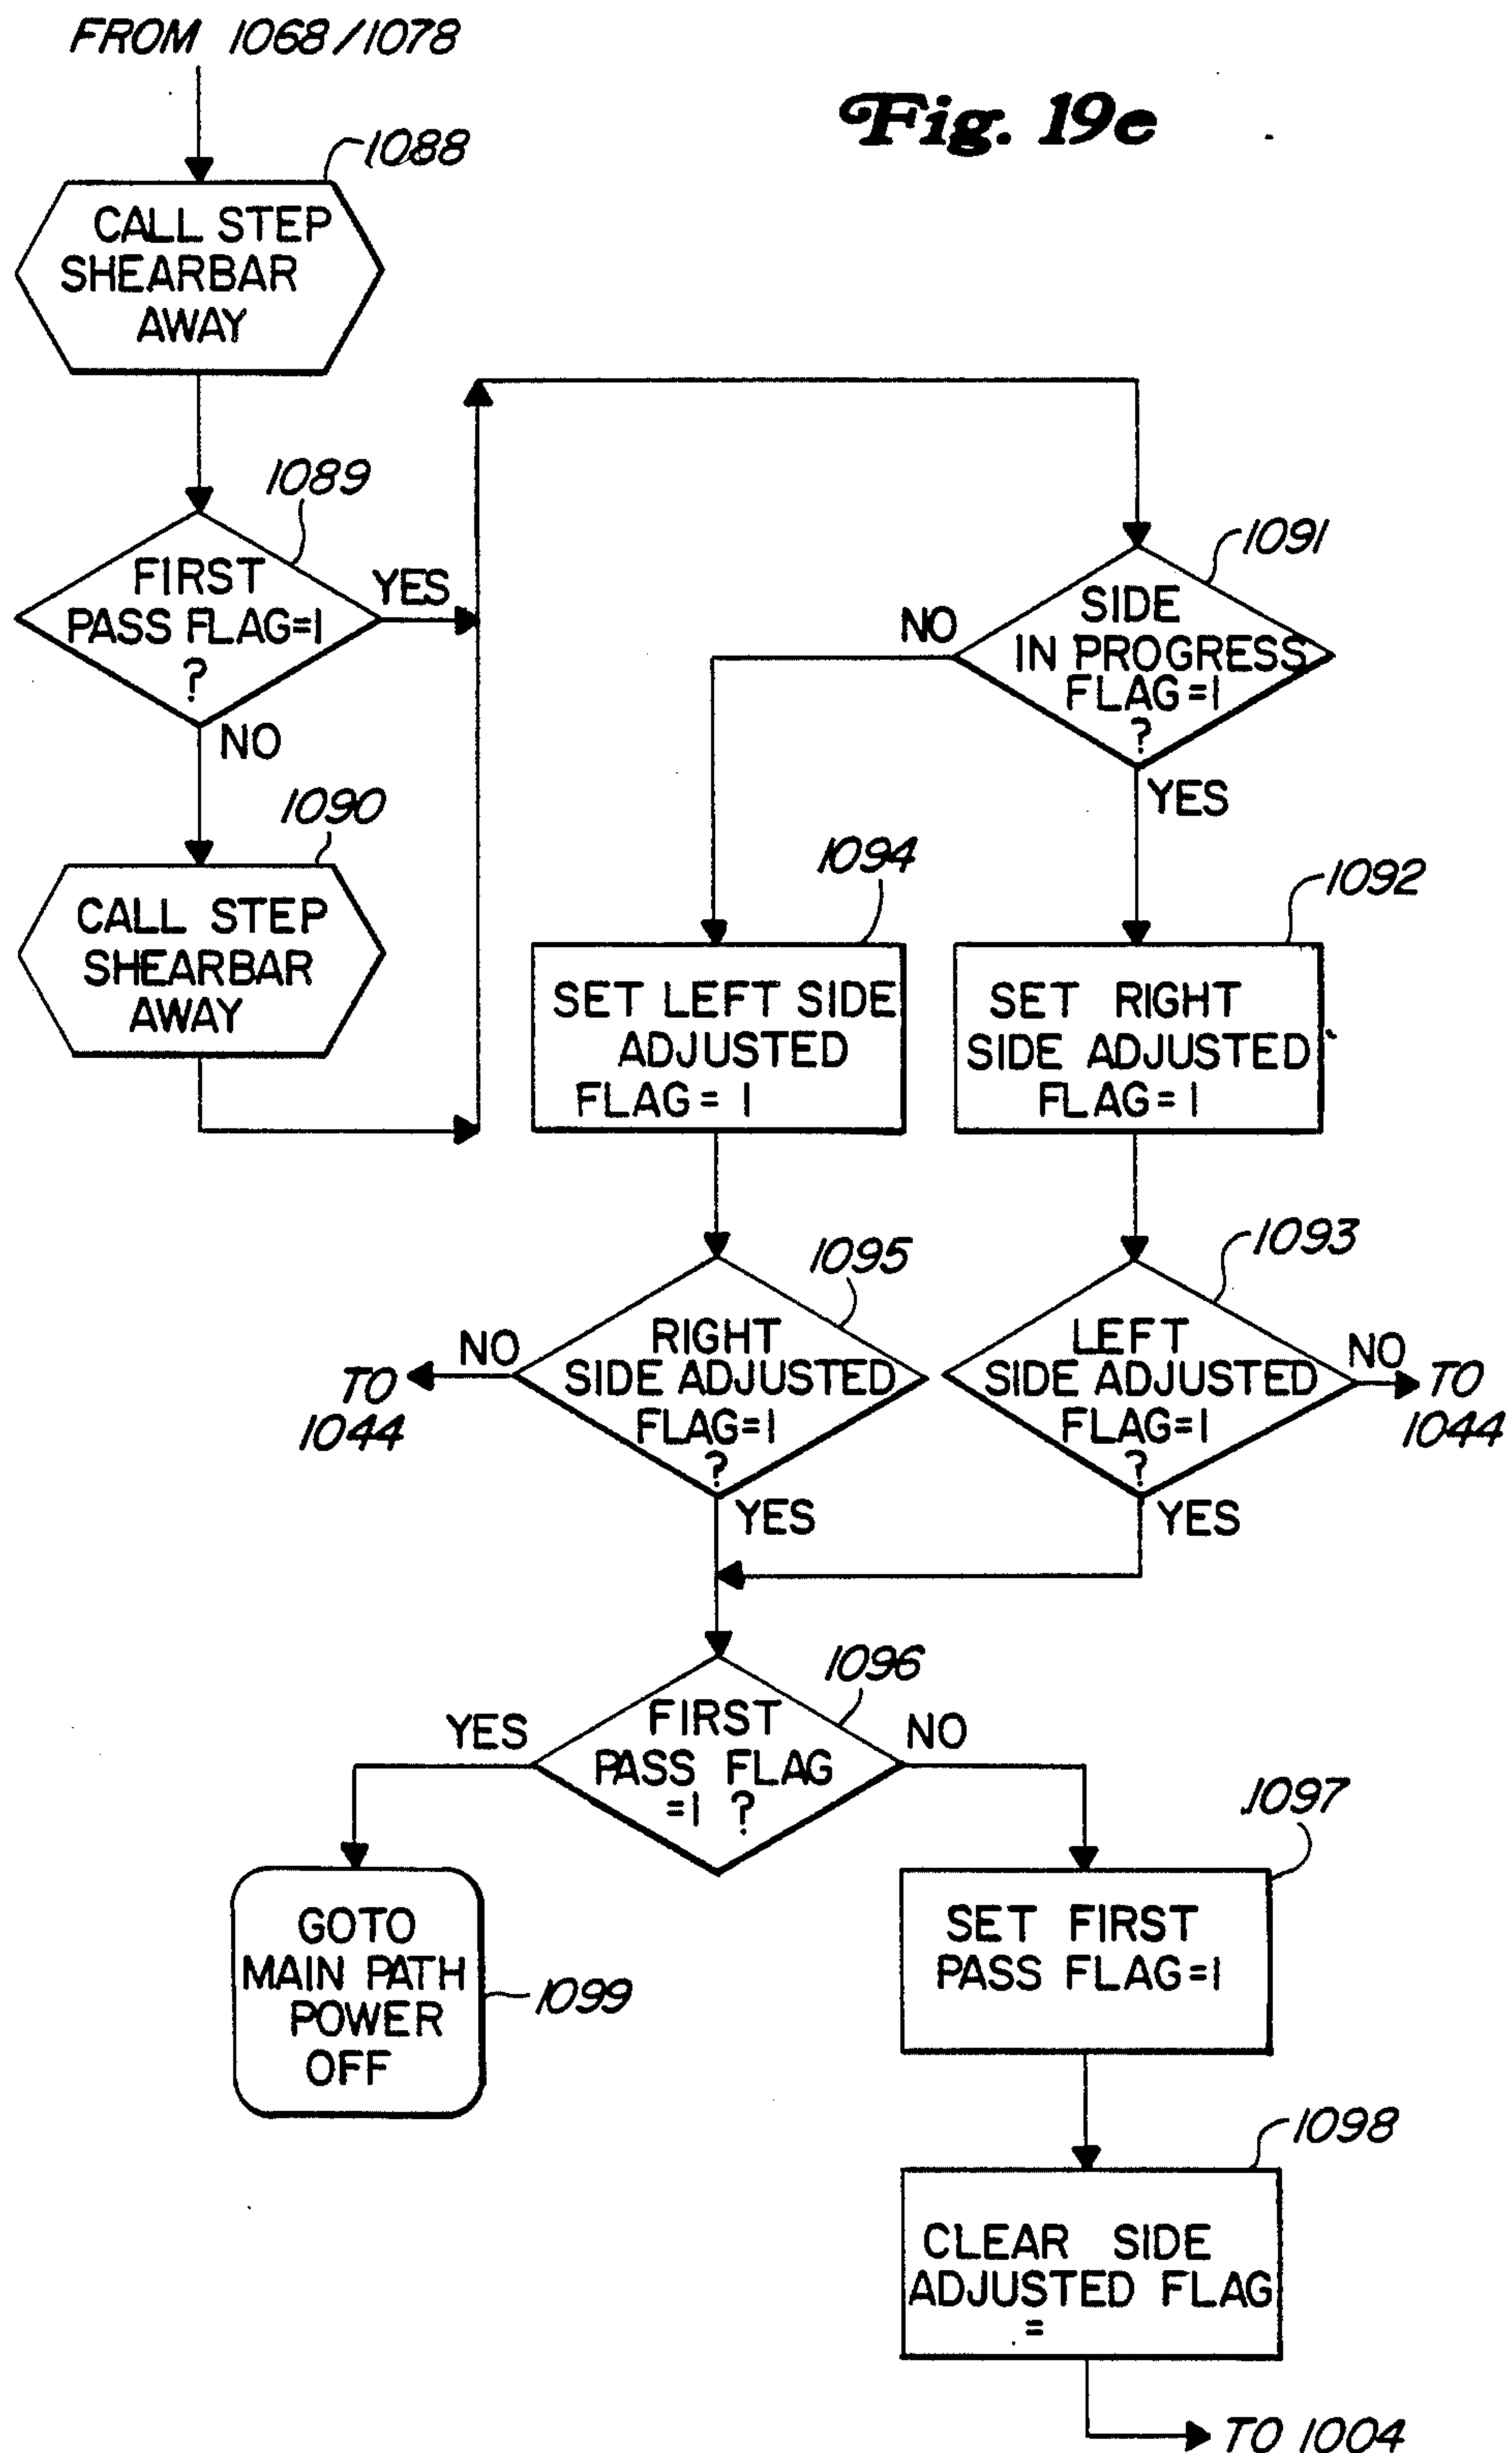 FROM 1068/1078
Fig. 19e
1088
CALL STEP
SHEARBAR
AWAY
1089
FIRST
PASS FLAG=1
?
YES
NO
1090
CALL STEP
SHEARBAR
AWAY
1091
SIDE
IN PROGRESS
FLAG=1
?
NO
YES
1094
SET LEFT SIDE
ADJUSTED
FLAG= 1
1092
SET RIGHT
SIDE ADJUSTED
FLAG=1
1095
RIGHT
SIDE ADJUSTED
FLAG=1
?
NO
TO
1044
YES
1093
LEFT
SIDE ADJUSTED
FLAG=1
?
NO
TO
1044
YES
1096
FIRST
PASS FLAG
=1 ?
YES
NO
GOTO
MAIN PATH
POWER
OFF
1099
1097
SET FIRST
PASS FLAG=1
1098
CLEAR SIDE
ADJUSTED FLAG
=
TO 1004